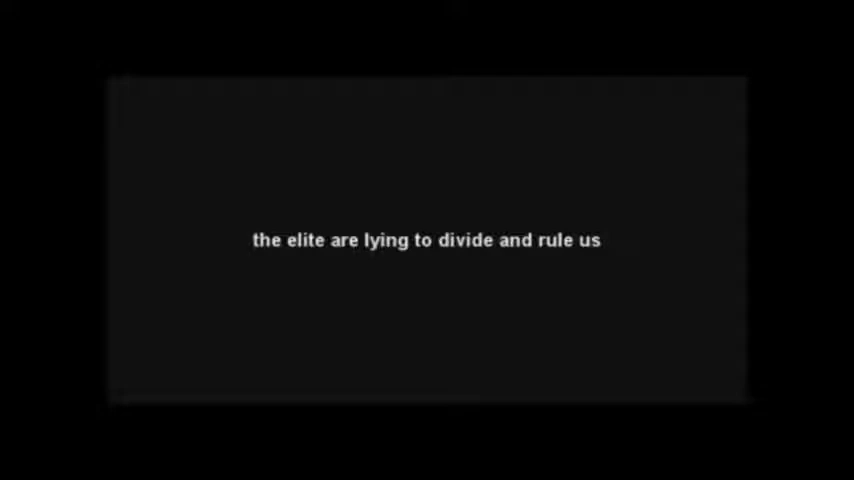 the elite are lying to divide and rule us